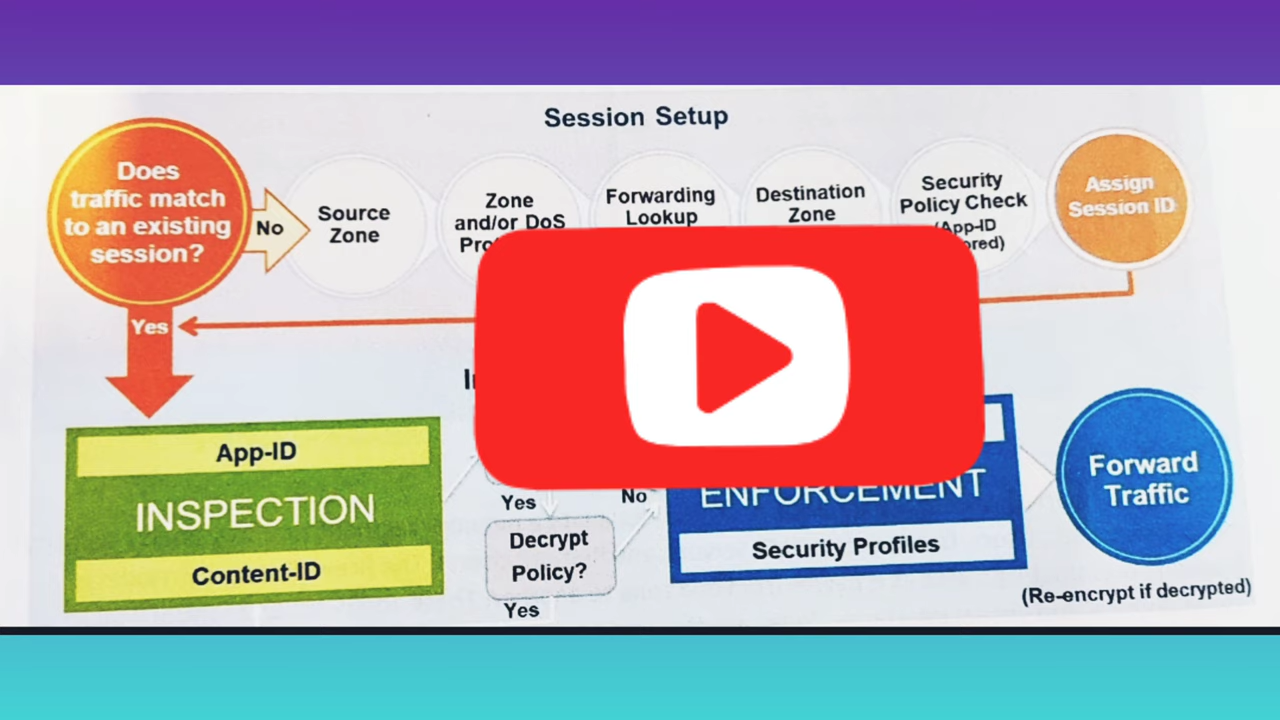 Session Setup
Does
traffic match
to an existing
session?
No
Source
Zone
Zone
and/or DoS
Forwarding
Lookup
Destination
Zone
Security
Policy Check
(App-ID
Assign
Session ID
Yes
App-ID
INSPECTION
Content-ID
Yes
No
Decrypt
Policy?
Yes
ENFORCEMENT
Security Profiles
Forward
Traffic
(Re-encrypt if decrypted)